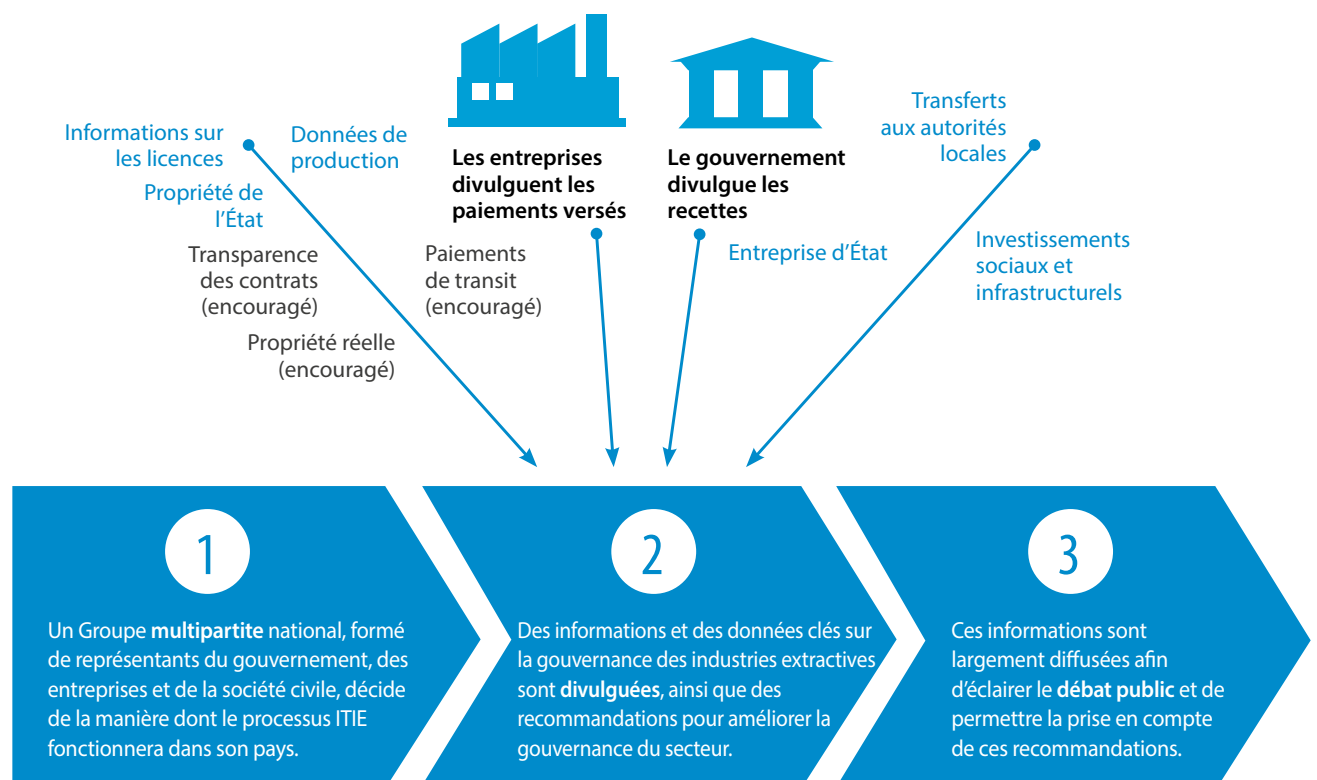 Informations sur
les licences
Données de
production
Propriété de
l’État
Transparence
des contrats
(encouragé)
Propriété réelle
(encouragé)
Paiements
de transit
(encouragé)
Les entreprises
divulguent les
paiements versés
Le gouvernement
divulgue les
recettes
Entreprise d’État
Transferts
aux autorités
locales
Investissements
sociaux et
infrastructurels
1
Un Groupe multipartite national, formé
de représentants du gouvernement, des
entreprises et de la société civile, décide
de la manière dont le processus ITIE
fonctionnera dans son pays.
2
Des informations et des données clés sur
la gouvernance des industries extractives
sont divulguées, ainsi que des
recommandations pour améliorer la
gouvernance du secteur.
3
Ces informations sont
largement diffusées afin
d’éclairer le débat public et de
permettre la prise en compte
de ces recommandations.